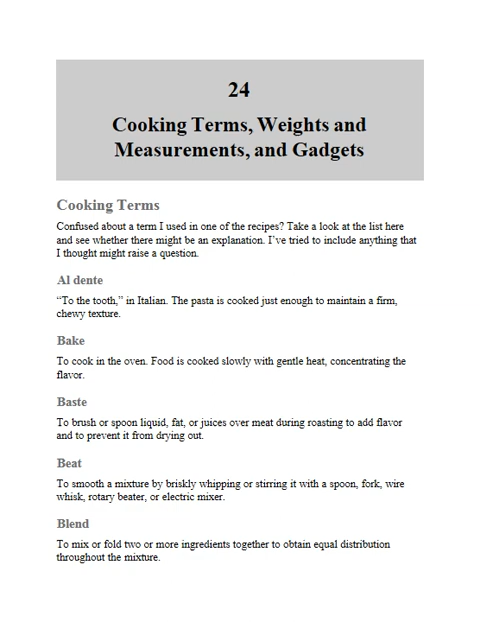 24
Cooking Terms, Weights and
Measurements, and Gadgets
Cooking Terms
Confused about a term I used in one of the recipes? Take a look at the list here
and see whether there might be an explanation. I’ve tried to include anything that
I thought might raise a question.
Al dente
“To the tooth,” in Italian. The pasta is cooked just enough to maintain a firm,
chewy texture.
Bake
To cook in the oven. Food is cooked slowly with gentle heat, concentrating the
flavor.
Baste
To brush or spoon liquid, fat, or juices over meat during roasting to add flavor
and to prevent it from drying out.
Beat
To smooth a mixture by briskly whipping or stirring it with a spoon, fork, wire
whisk, rotary beater, or electric mixer.
Blend
To mix or fold two or more ingredients together to obtain equal distribution
throughout the mixture.